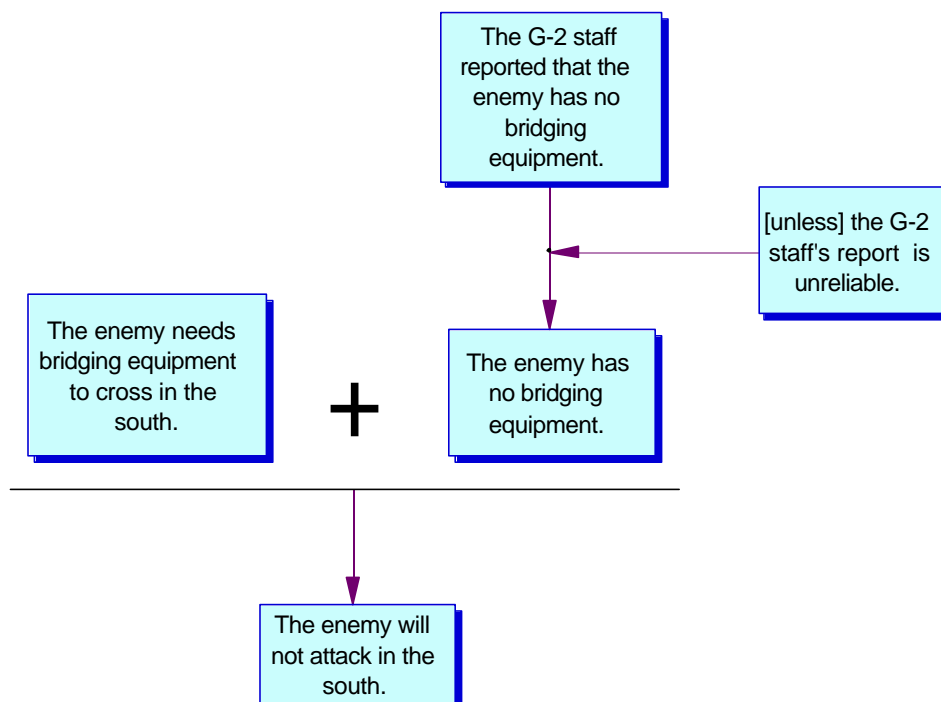 The G-2 staff
reported that the
enemy has no
bridging
equipment.
[unless] the G-2
staff's report is
unreliable.
The enemy needs
bridging equipment
to cross in the
south.
+
The enemy has
no bridging
equipment.
The enemy will
not attack in the
south.